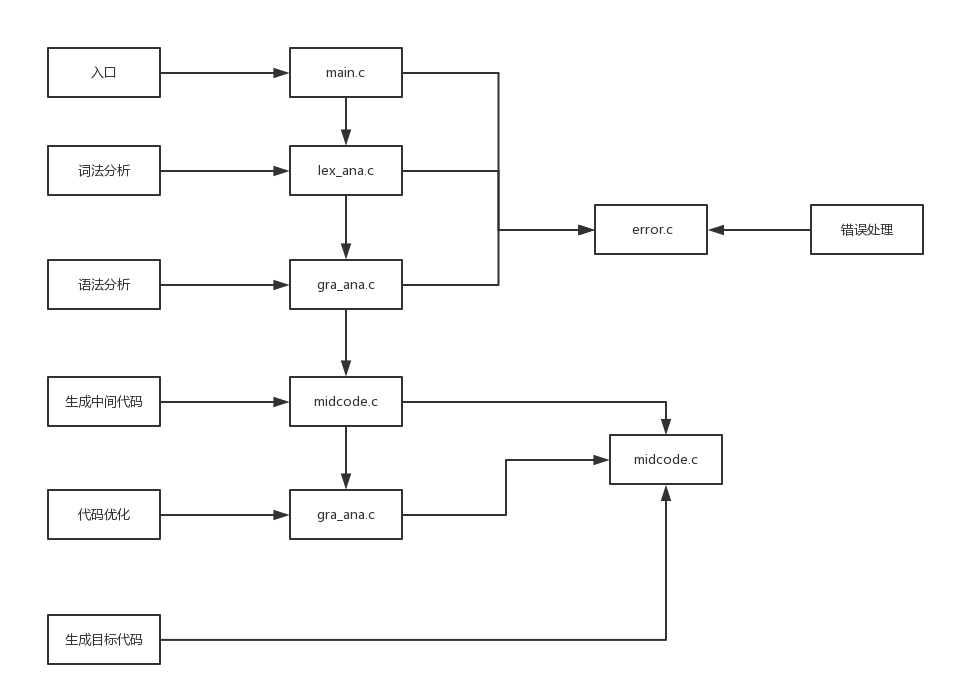 入口
main.c
词法分析
lex_ana.c
error.c
错误处理
语法分析
gra_ana.c
生成中间代码
midcode.c
midcode.c
代码优化
gra_ana.c
生成目标代码